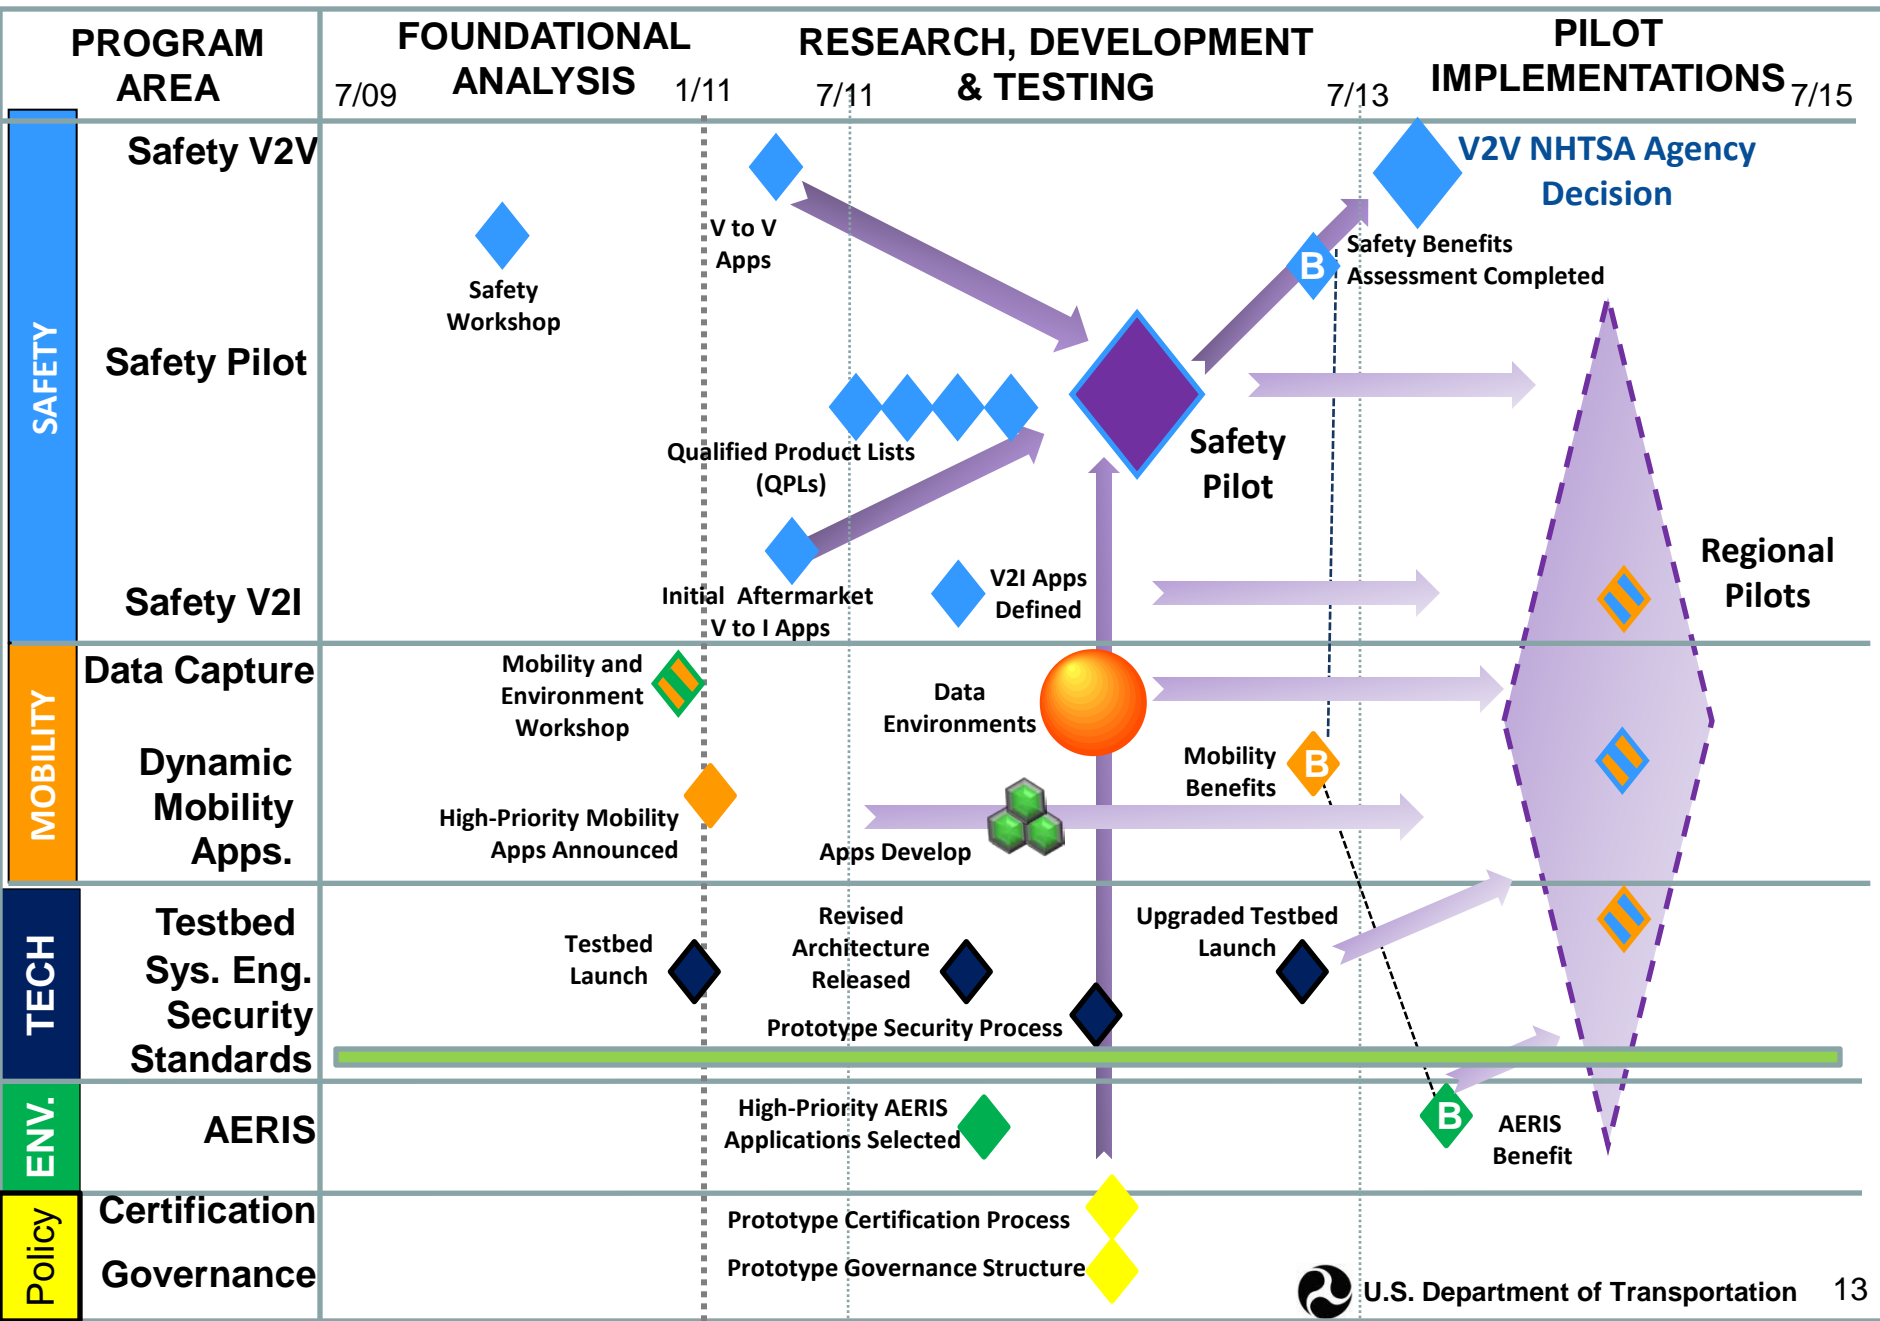 PROGRAM
AREA
FOUNDATIONAL
ANALYSIS
RESEARCH, DEVELOPMENT
& TESTING
PILOT
IMPLEMENTATIONS
7/09
1/11
7/11
7/13
7/15
SAFETY
Safety V2V
V to V
Apps
V2V NHTSA Agency
Decision
Safety
Workshop
B
Safety Benefits
Assessment Completed
Safety Pilot
Qualified Product Lists
(QPLs)
Safety
Pilot
Safety V2I
Initial Aftermarket
V to I Apps
V2I Apps
Defined
Regional
Pilots
MOBILITY
Data Capture
Mobility and
Environment
Workshop
Data
Environments
Dynamic
Mobility
Apps.
High-Priority Mobility
Apps Announced
Apps Develop
Mobility
Benefits
B
TECH
Testbed
Sys. Eng.
Security
Standards
Testbed
Launch
Revised
Architecture
Released
Upgraded Testbed
Launch
Prototype Security Process
ENV.
AERIS
High-Priority AERIS
Applications Selected
B
AERIS
Benefit
Policy
Certification
Governance
Prototype Certification Process
Prototype Governance Structure
U.S. Department of Transportation
13